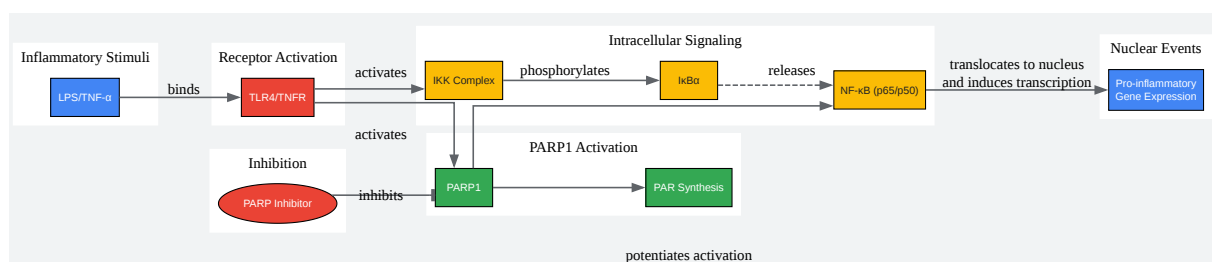 Inflammatory Stimuli
LPS/TNF-α
binds
Receptor Activation
TLR4/TNFR
activates
activates
Intracellular Signaling
IKK Complex
phosphorylates
IκBα
releases
NF-κB (p65/p50)
translocates to nucleus
and induces transcription
Nuclear Events
Pro-inflammatory
Gene Expression
Inhibition
PARP Inhibitor
inhibits
PARP1 Activation
PARP1
PAR Synthesis
potentiates activation